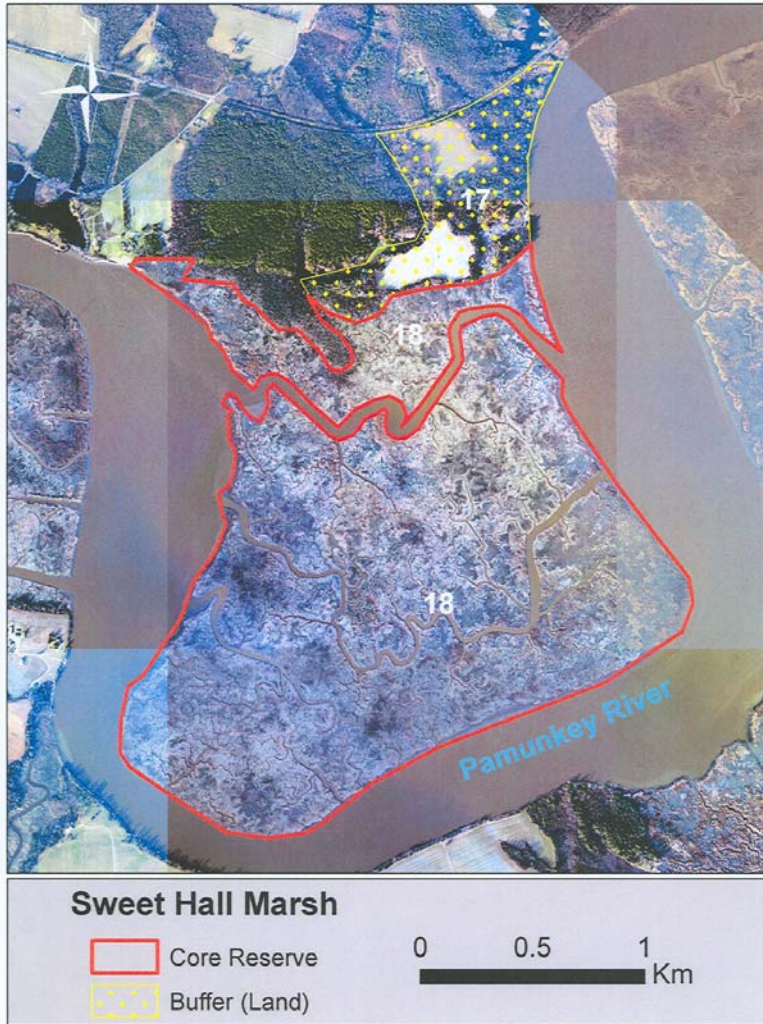 N
17
18
18
Pamunkey River
Sweet Hall Marsh
Core Reserve
Buffer (Land)
0 0.5 1
Km